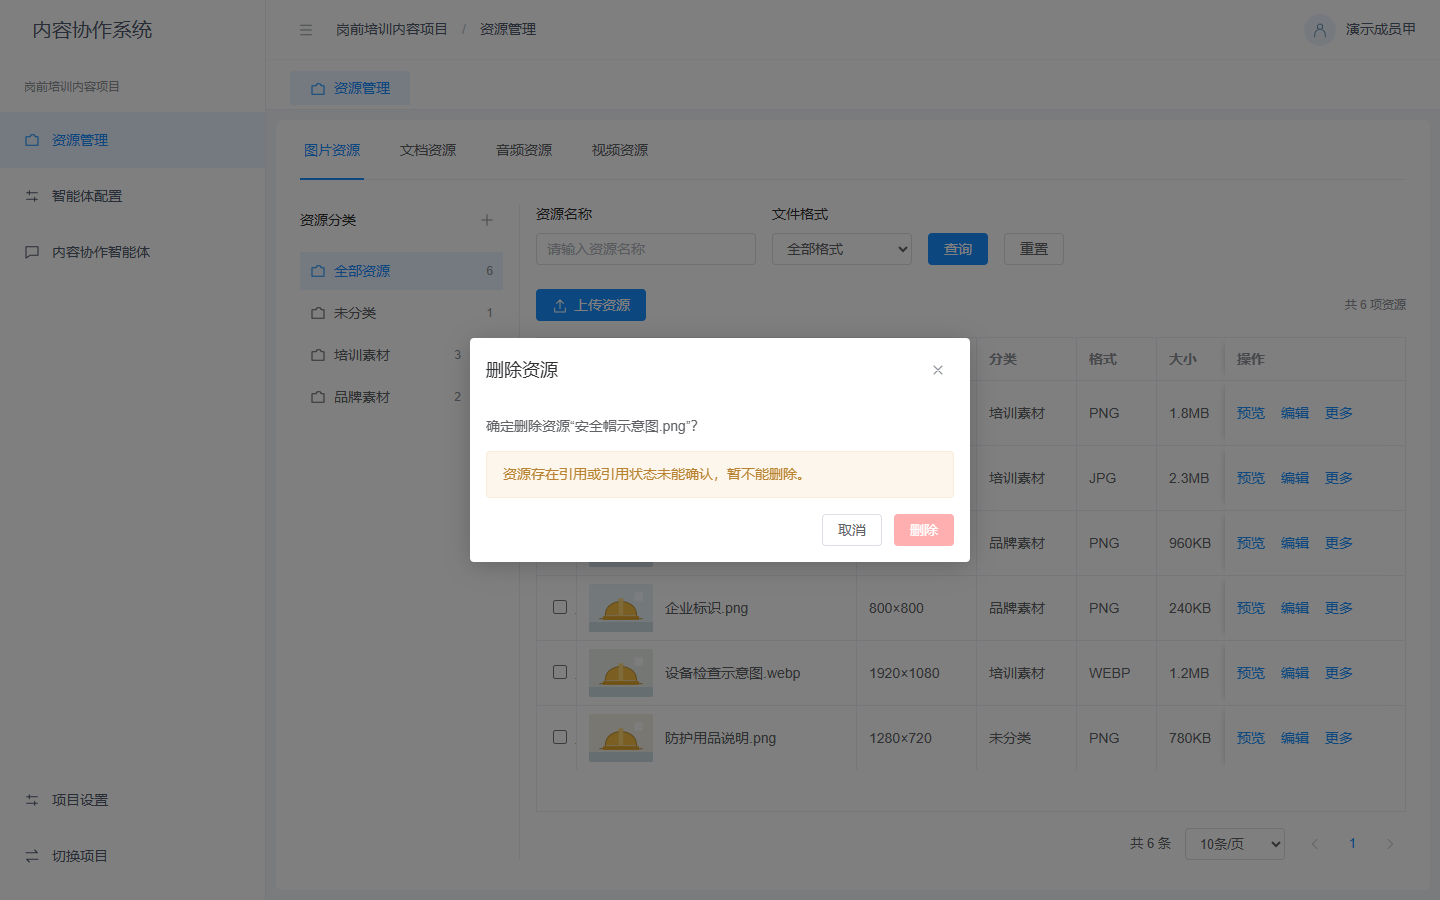 内容协作系统
岗前培训内容项目 / 资源管理
演示成员甲
岗前培训内容项目
资源管理
智能体配置
内容协作智能体
项目设置
切换项目
资源管理
图片资源 文档资源 音频资源 视频资源
资源分类
全部资源 6
未分类 1
培训素材 3
品牌素材 2
资源名称 文件格式
请输入资源名称 全部格式 查询 重置
上传资源 共 6 项资源
分类 格式 大小 操作
培训素材 PNG 1.8MB 预览 编辑 更多
培训素材 JPG 2.3MB 预览 编辑 更多
品牌素材 PNG 960KB 预览 编辑 更多
企业标识.png 800×800 品牌素材 PNG 240KB 预览 编辑 更多
设备检查示意图.webp 1920×1080 培训素材 WEBP 1.2MB 预览 编辑 更多
防护用品说明.png 1280×720 未分类 PNG 780KB 预览 编辑 更多
共 6 条 10条/页 1
删除资源
确定删除资源“安全帽示意图.png”？
资源存在引用或引用状态未能确认，暂不能删除。
取消 删除